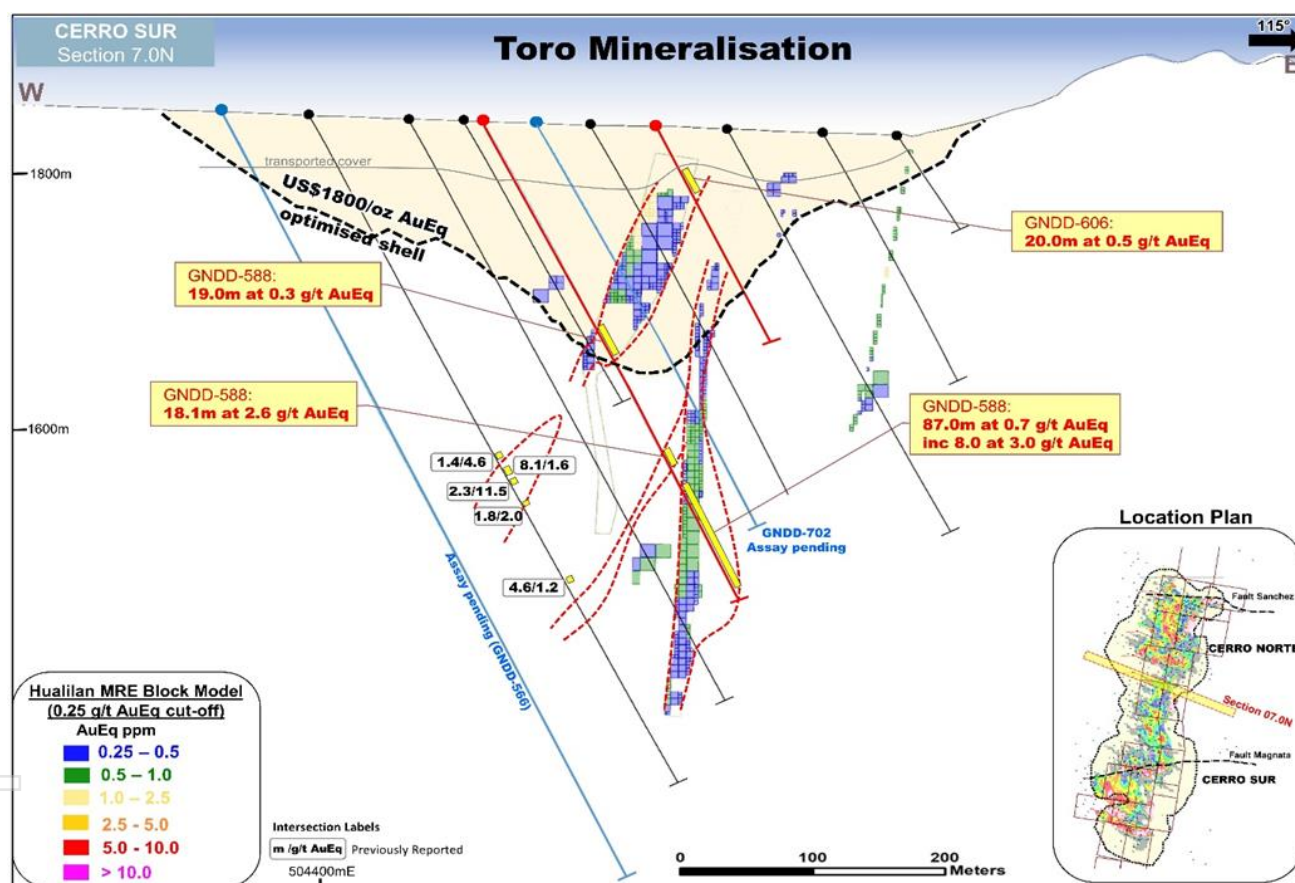 CERRO SUR
Section 7.0N
Toro Mineralisation
115°
W
E
transported cover
1800m
US$1800/oz AuEq
optimised shell
GNDD-606:
20.0m at 0.5 g/t AuEq
GNDD-588:
19.0m at 0.3 g/t AuEq
GNDD-588:
18.1m at 2.6 g/t AuEq
GNDD-588:
87.0m at 0.7 g/t AuEq
inc 8.0 at 3.0 g/t AuEq
1600m
1.4/4.6
8.1/1.6
2.3/11.5
1.8/2.0
4.6/1.2
GNDD-702
Assay pending
Assay pending (GNDD-566)
Location Plan
Fault Sanchez
CERRO NORTE
Section 07.0N
Fault Magnata
CERRO SUR
Hualilan MRE Block Model
(0.25 g/t AuEq cut-off)
AuEq ppm
0.25 – 0.5
0.5 – 1.0
1.0 – 2.5
2.5 - 5.0
5.0 - 10.0
> 10.0
Intersection Labels
m /g/t AuEq Previously Reported
504400mE
0 100 200
Meters